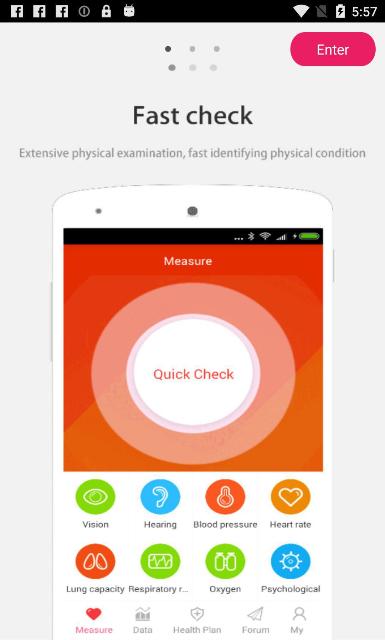 5:57
Enter
Fast check
Extensive physical examination, fast identifying physical condition
Measure
Quick Check
Vision Hearing Blood pressure Heart rate
Lung capacity Respiratory r... Oxygen Psychological
Measure Data Health Plan Forum My